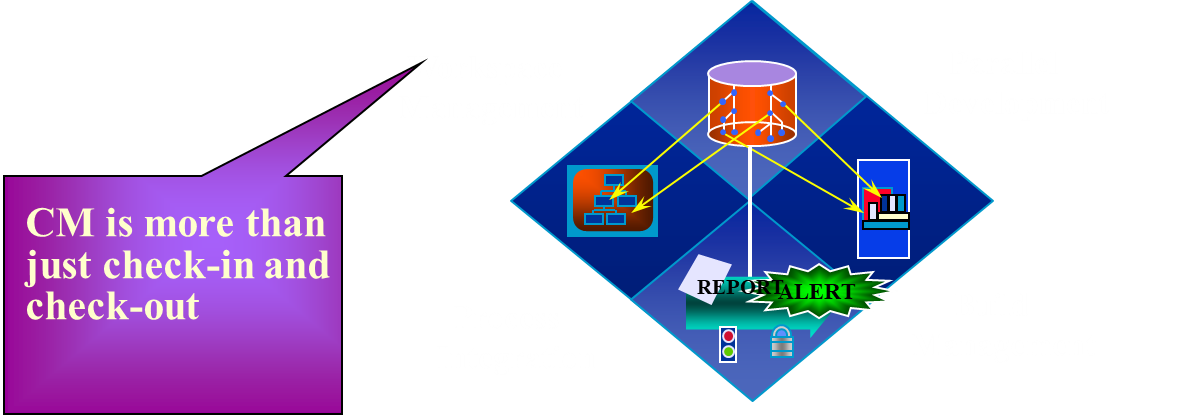 CM is more than
just check-in and
check-out
REPORT
ALERT